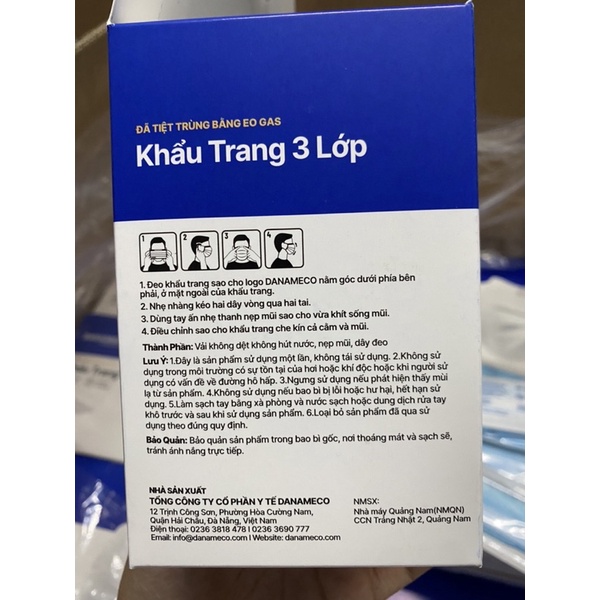 ĐÃ TIỆT TRÙNG BẰNG EO GAS
Khẩu Trang 3 Lớp
1 2 3 4
1. Đeo khẩu trang sao cho logo DANAMECO nằm góc dưới phía bên
phải, ở mặt ngoài của khẩu trang.
2. Nhẹ nhàng kéo hai dây vòng qua hai tai.
3. Dùng tay ấn nhẹ thanh nẹp mũi sao cho vừa khít sống mũi.
4. Điều chỉnh sao cho khẩu trang che kín cả cằm và mũi.
Thành Phần: Vải không dệt không hút nước, nẹp mũi, dây đeo
Lưu Ý: 1.Đây là sản phẩm sử dụng một lần, không tái sử dụng. 2.Không sử
dụng trong môi trường có sự tồn tại của hơi hoặc khí độc hoặc khi người sử
dụng có vấn đề về đường hô hấp. 3.Ngưng sử dụng nếu phát hiện thấy mùi
lạ từ sản phẩm. 4.Không sử dụng nếu bao bì bị lỗi hoặc hư hại, hết hạn sử
dụng. 5.Làm sạch tay bằng xà phòng và nước sạch hoặc dung dịch rửa tay
khô trước và sau khi sử dụng sản phẩm. 6.Loại bỏ sản phẩm đã qua sử
dụng theo đúng quy định.
Bảo Quản: Bảo quản sản phẩm trong bao bì gốc, nơi thoáng mát và sạch sẽ,
tránh ánh nắng trực tiếp.
NHÀ SẢN XUẤT
TỔNG CÔNG TY CỔ PHẦN Y TẾ DANAMECO
12 Trịnh Công Sơn, Phường Hòa Cường Nam,
Quận Hải Châu, Đà Nẵng, Việt Nam
Điện thoại: 0236 3818 478 | 0236 3690 777
Email: info@danameco.com | Website: danameco.com
NMSX:
Nhà máy Quảng Nam(NMQN)
CCN Trảng Nhật 2, Quảng Nam